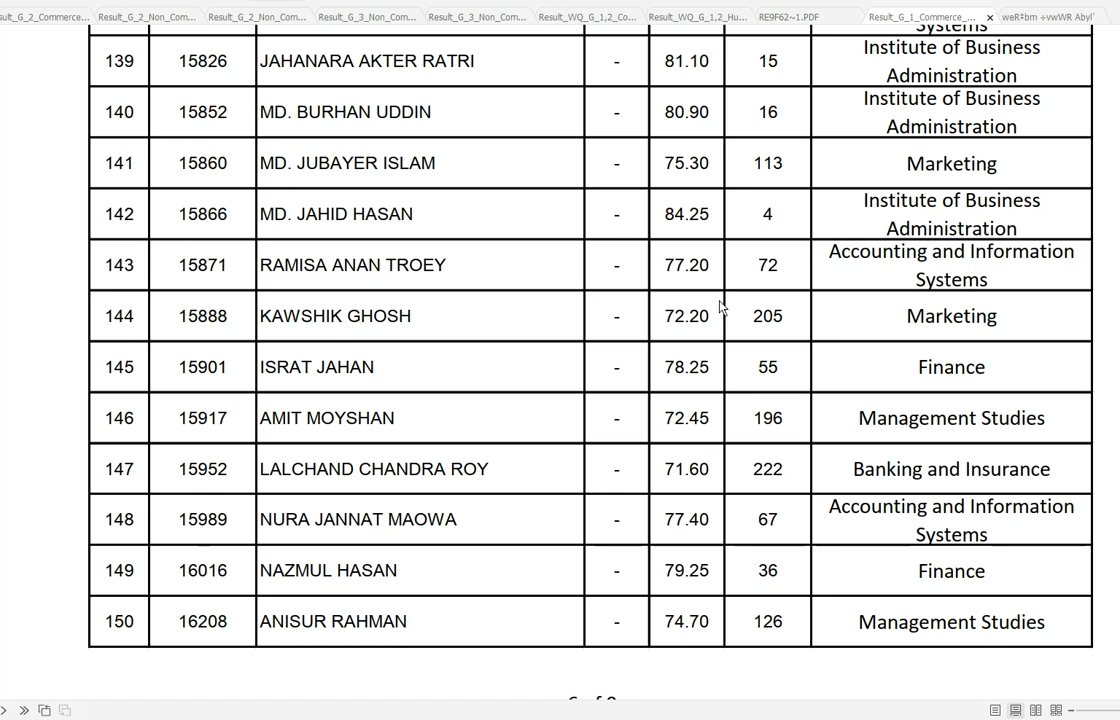 sult_G_2_Commerce...
Result_G_2_Non_Com...
Result_G_2_Non_Com...
Result_G_3_Non_Com...
Result_G_3_Non_Com...
Result_WQ_G_1,2_Co...
Result_WQ_G_1,2_Hu...
RE9F62~1.PDF
Result_G_1_Commerce_...
weR‡bm ÷vwWR Abyl
Systems
139 15826 JAHANARA AKTER RATRI - 81.10 15 Institute of Business
Administration
140 15852 MD. BURHAN UDDIN - 80.90 16 Institute of Business
Administration
141 15860 MD. JUBAYER ISLAM - 75.30 113 Marketing
142 15866 MD. JAHID HASAN - 84.25 4 Institute of Business
Administration
143 15871 RAMISA ANAN TROEY - 77.20 72 Accounting and Information
Systems
144 15888 KAWSHIK GHOSH - 72.20 205 Marketing
145 15901 ISRAT JAHAN - 78.25 55 Finance
146 15917 AMIT MOYSHAN - 72.45 196 Management Studies
147 15952 LALCHAND CHANDRA ROY - 71.60 222 Banking and Insurance
148 15989 NURA JANNAT MAOWA - 77.40 67 Accounting and Information
Systems
149 16016 NAZMUL HASAN - 79.25 36 Finance
150 16208 ANISUR RAHMAN - 74.70 126 Management Studies